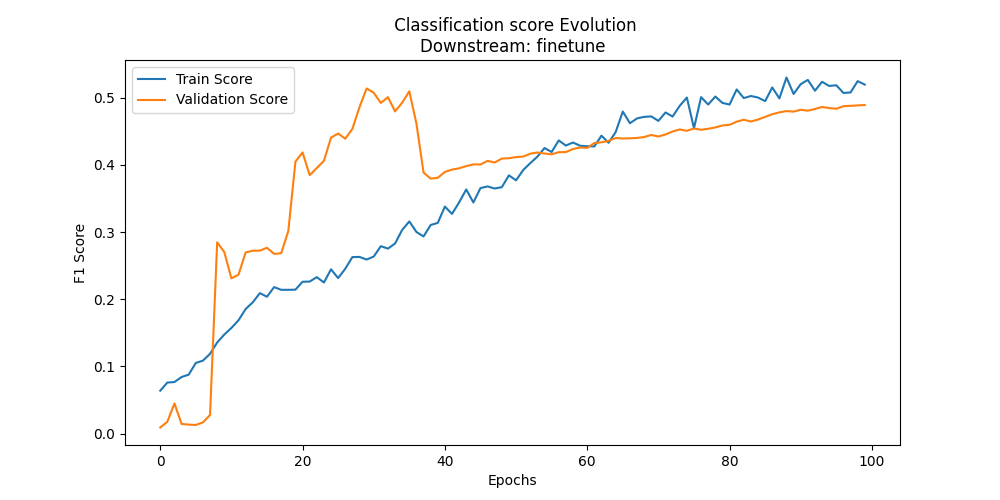 Classification score Evolution
Downstream: finetune
Train Score
Validation Score
F1 Score
0.5
0.4
0.3
0.2
0.1
0.0
0 20 40 60 80 100
Epochs